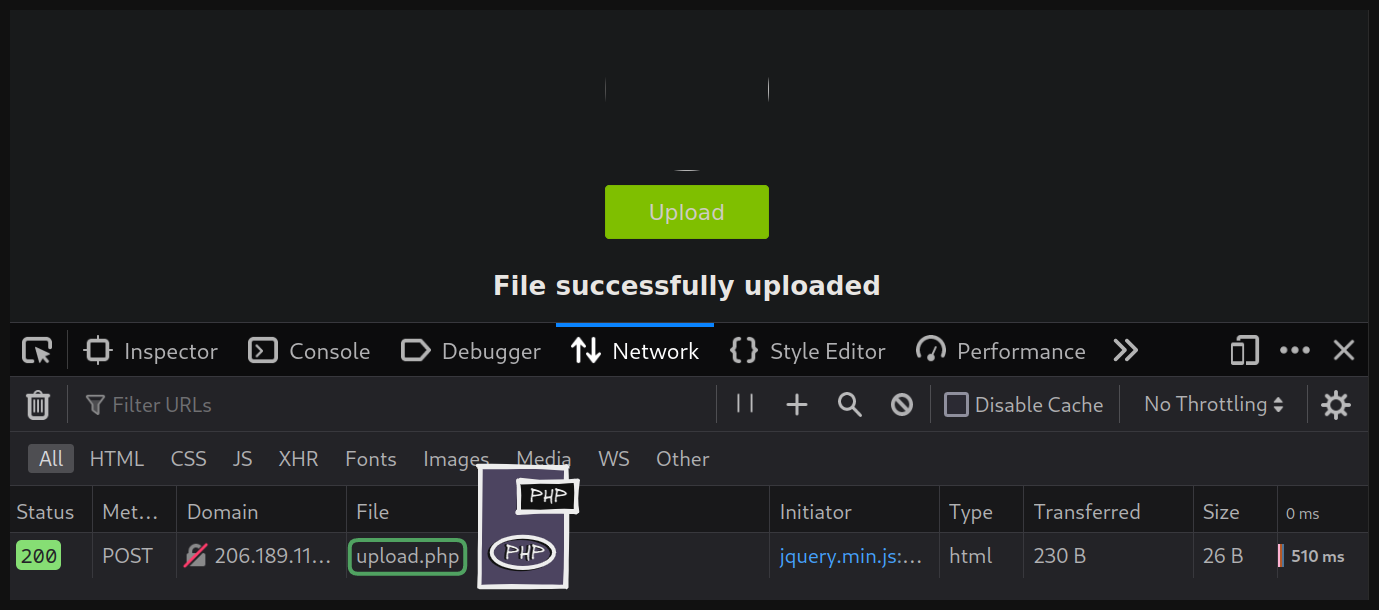 Upload
File successfully uploaded
Inspector Console Debugger Network Style Editor Performance
Filter URLs Disable Cache No Throttling
All HTML CSS JS XHR Fonts Images Media WS Other
PHP
Status Met... Domain File Initiator Type Transferred Size 0 ms
200 POST 206.189.11... upload.php PHP jquery.min.js:... html 230 B 26 B 510 ms